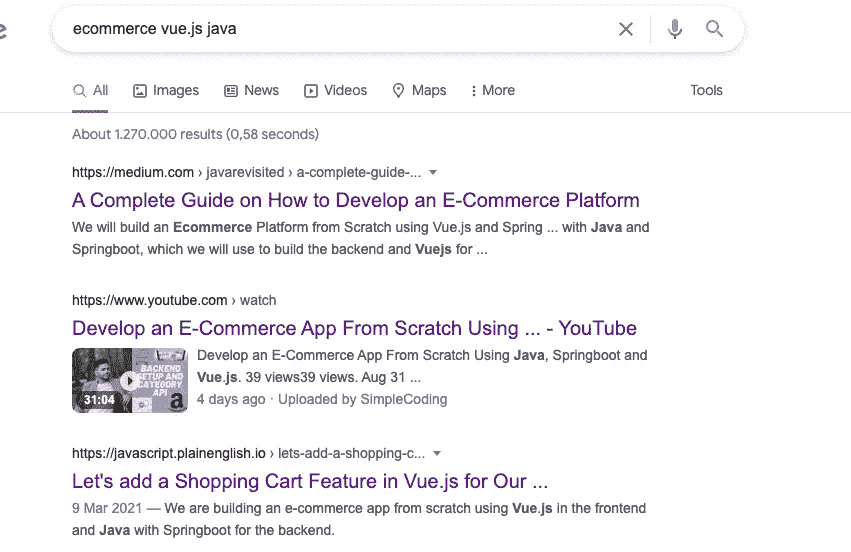 e
ecommerce vue.js java
All Images News Videos Maps More Tools
About 1.270.000 results (0,58 seconds)
https://medium.com › javarevisited › a-complete-guide-...
A Complete Guide on How to Develop an E-Commerce Platform
We will build an Ecommerce Platform from Scratch using Vue.js and Spring ... with Java and
Springboot, which we will use to build the backend and Vuejs for ...
https://www.youtube.com › watch
Develop an E-Commerce App From Scratch Using ... - YouTube
BACKEND
SETUP AND
CATEGORY
API
a
31:04
Develop an E-Commerce App From Scratch Using Java, Springboot and
Vue.js. 39 views39 views. Aug 31 ...
4 days ago · Uploaded by SimpleCoding
https://javascript.plainenglish.io › lets-add-a-shopping-c...
Let's add a Shopping Cart Feature in Vue.js for Our ...
9 Mar 2021 — We are building an e-commerce app from scratch using Vue.js in the frontend
and Java with Springboot for the backend.